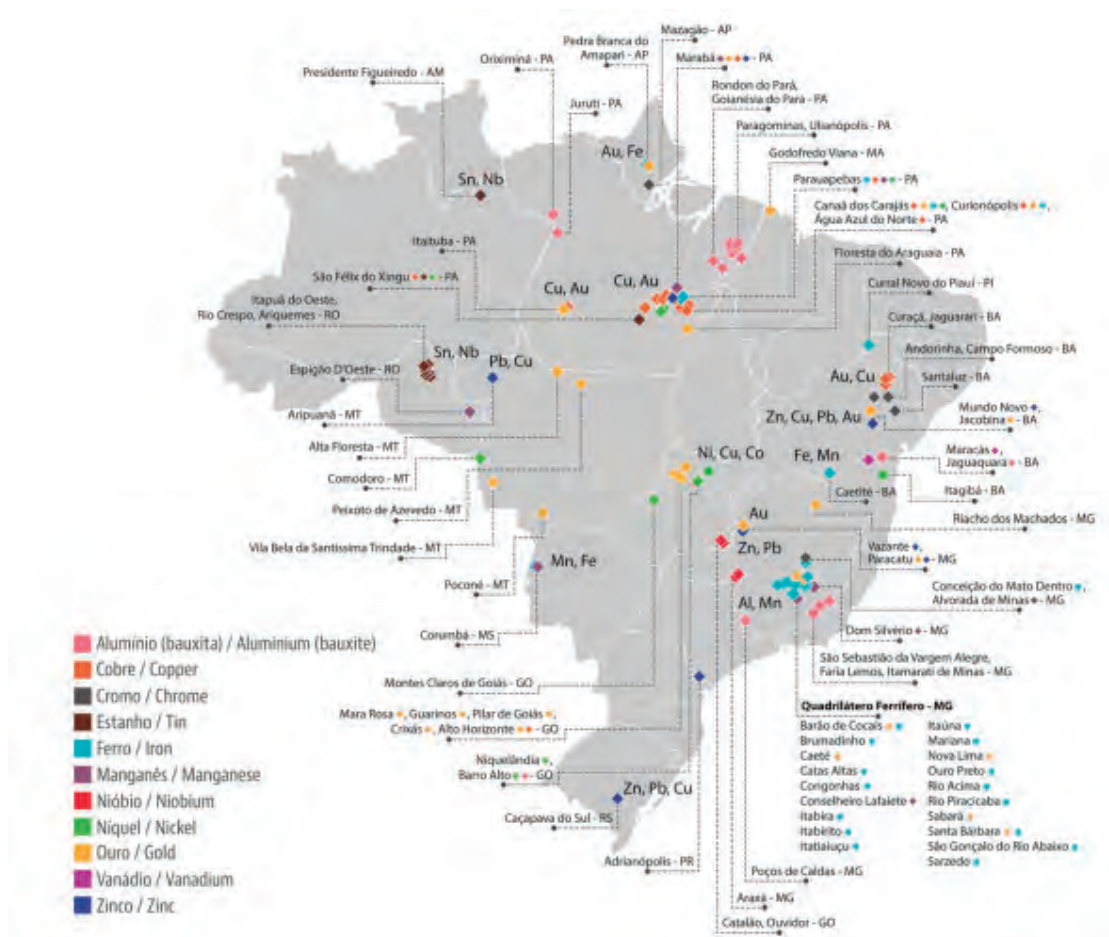 Mazagão - AP
Pedra Branca do
Amapari - AP
Marabá - PA
Oriximiná - PA
Presidente Figueiredo - AM
Juruti - PA
Rondon do Pará,
Goianésia do Pará - PA
Paragominas, Ulianópolis - PA
Godofredo Viana - MA
Au, Fe
Sn, Nb
Parauapebas - PA
Canaã dos Carajás , Curionópolis ,
Água Azul do Norte - PA
Itaituba - PA
Floresta do Araguaia - PA
São Félix do Xingu - PA
Cu, Au
Cu, Au
Curral Novo do Piauí - PI
Itapuã do Oeste,
Rio Crespo, Ariquemes - RO
Curaçá, Jaguarari - BA
Sn, Nb
Pb, Cu
Andorinha, Campo Formoso - BA
Espigão D'Oeste - RO
Au, Cu
Santaluz - BA
Aripuanã - MT
Zn, Cu, Pb, Au
Mundo Novo ,
Jacobina - BA
Alta Floresta - MT
Ni, Cu, Co
Fe, Mn
Maracás ,
Jaguaquara - BA
Comodoro - MT
Caetité - BA
Itagibá - BA
Peixoto de Azevedo - MT
Au
Riacho dos Machados - MG
Vila Bela da Santíssima Trindade - MT
Zn, Pb
Vazante ,
Paracatu - MG
Mn, Fe
Poconé - MT
Conceição do Mato Dentro ,
Alvorada de Minas - MG
Al, Mn
Corumbá - MS
Dom Silvério - MG
Alumínio (bauxita) / Aluminium (bauxite)
Cobre / Copper
Cromo / Chrome
Estanho / Tin
Ferro / Iron
Manganês / Manganese
Nióbio / Niobium
Níquel / Nickel
Ouro / Gold
Vanádio / Vanadium
Zinco / Zinc
São Sebastião da Vargem Alegre,
Faria Lemos, Itamarati de Minas - MG
Montes Claros de Goiás - GO
Mara Rosa , Guarinos , Pilar de Goiás ,
Crixás , Alto Horizonte - GO
Niquelândia ,
Barro Alto - GO
Zn, Pb, Cu
Caçapava do Sul - RS
Adrianópolis - PR
Quadrilátero Ferrífero - MG
Barão de Cocais
Brumadinho
Caeté
Catas Altas
Congonhas
Conselheiro Lafaiete
Itabira
Itabirito
Itatiaiuçu
Itaúna
Mariana
Nova Lima
Ouro Preto
Rio Acima
Rio Piracicaba
Sabará
Santa Bárbara
São Gonçalo do Rio Abaixo
Sarzedo
Poços de Caldas - MG
Araxá - MG
Catalão, Ouvidor - GO